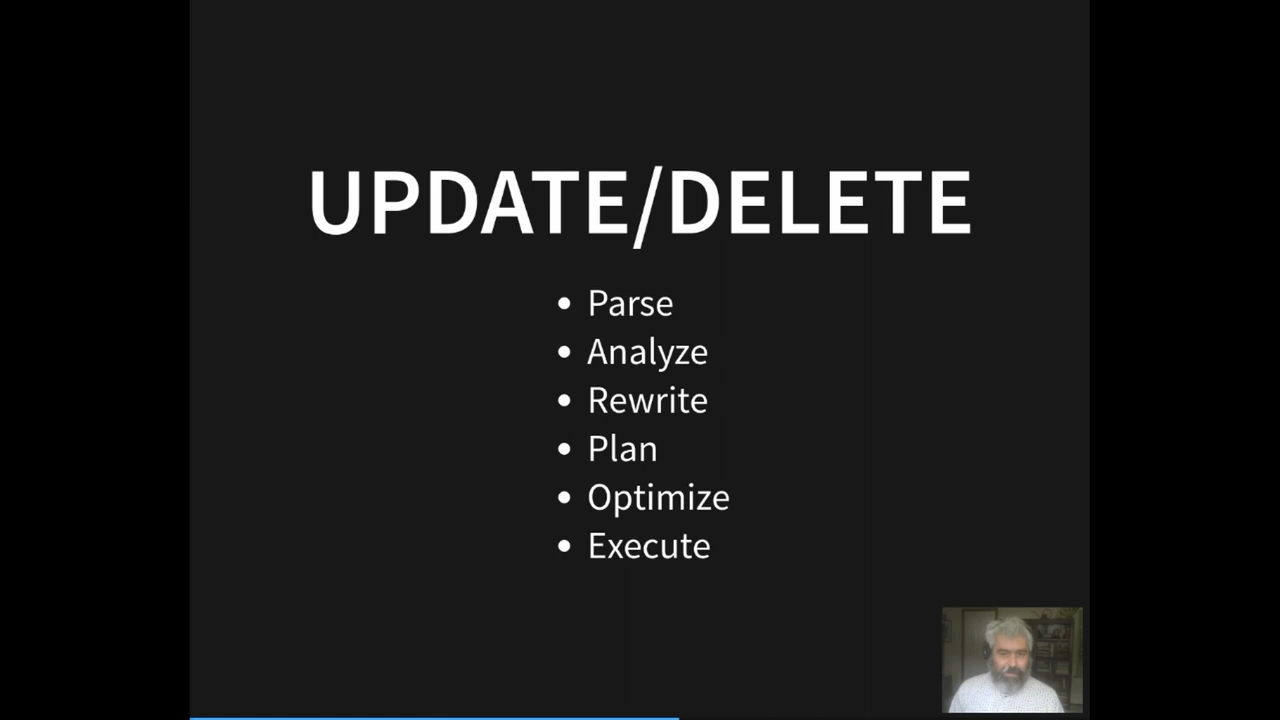 UPDATE/DELETE
• Parse
• Analyze
• Rewrite
• Plan
• Optimize
• Execute